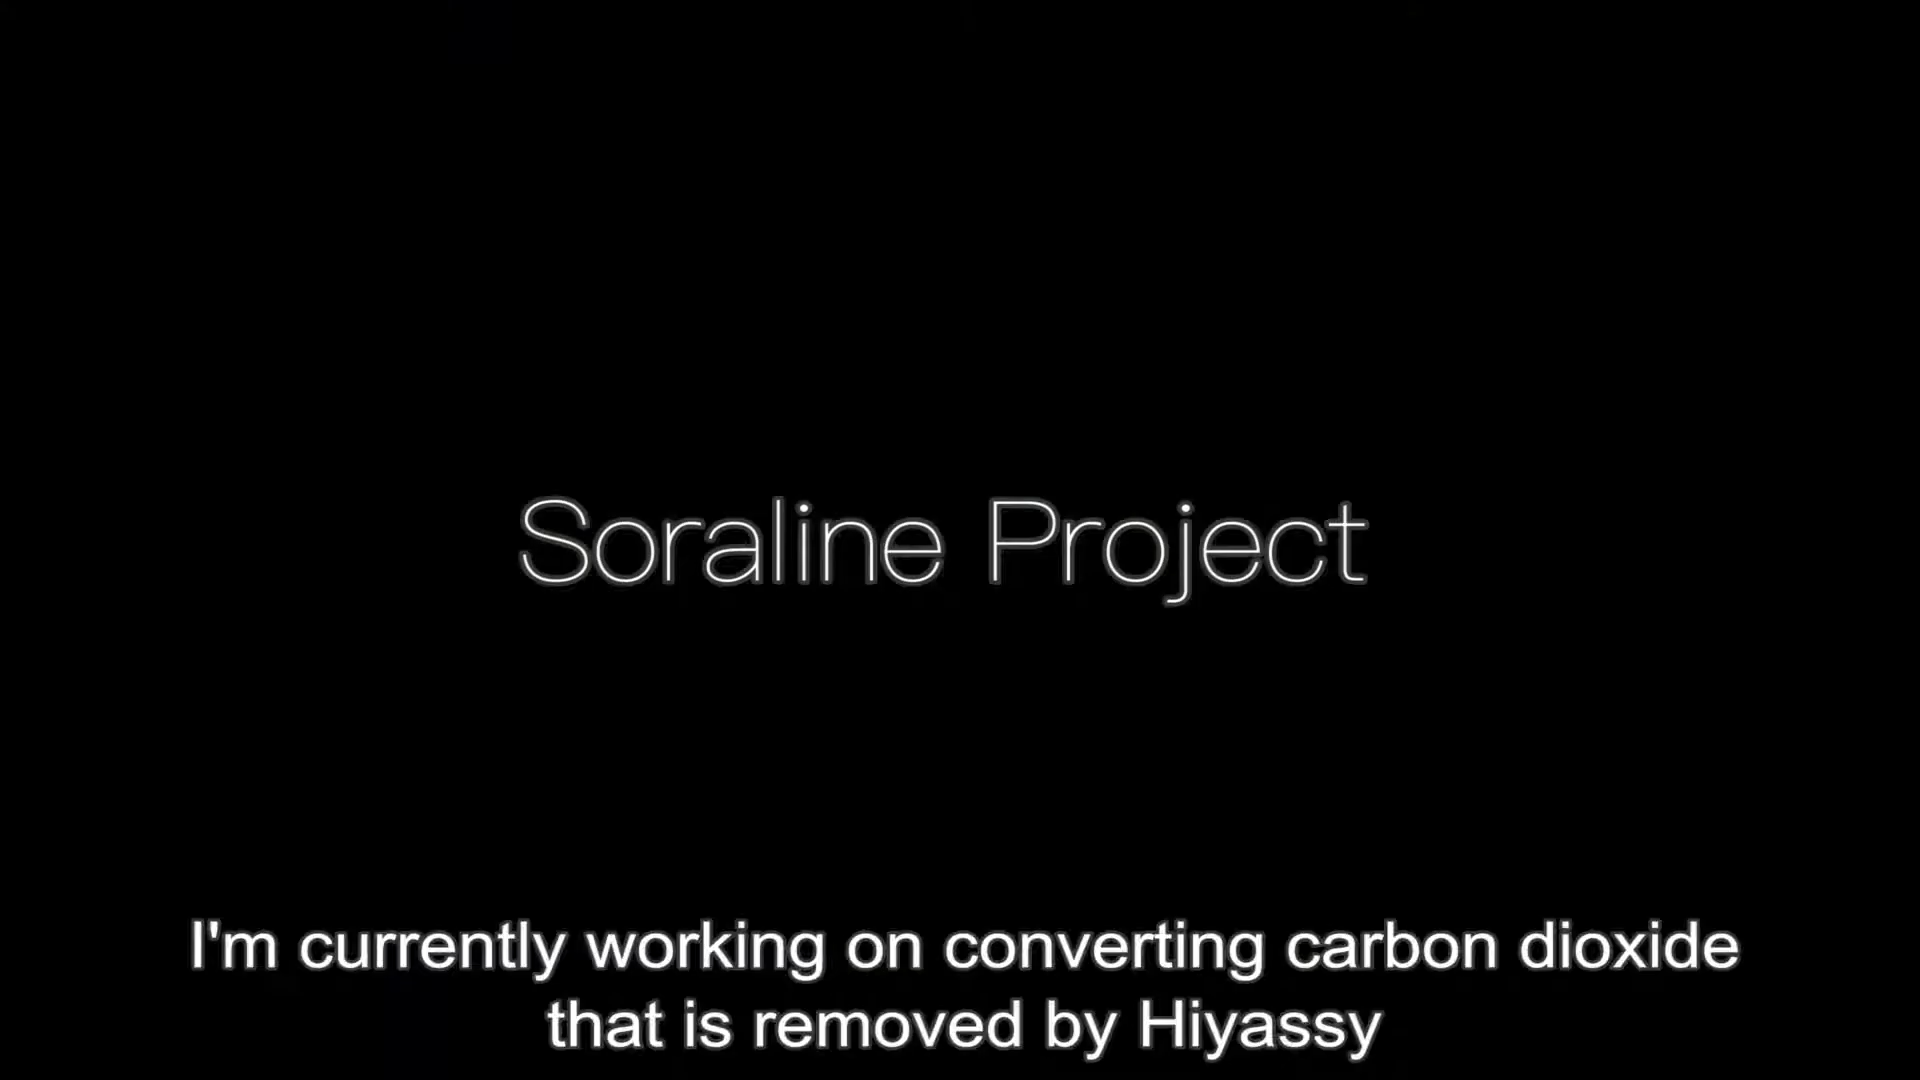 Soraline Project
I'm currently working on converting carbon dioxide
that is removed by Hiyassy